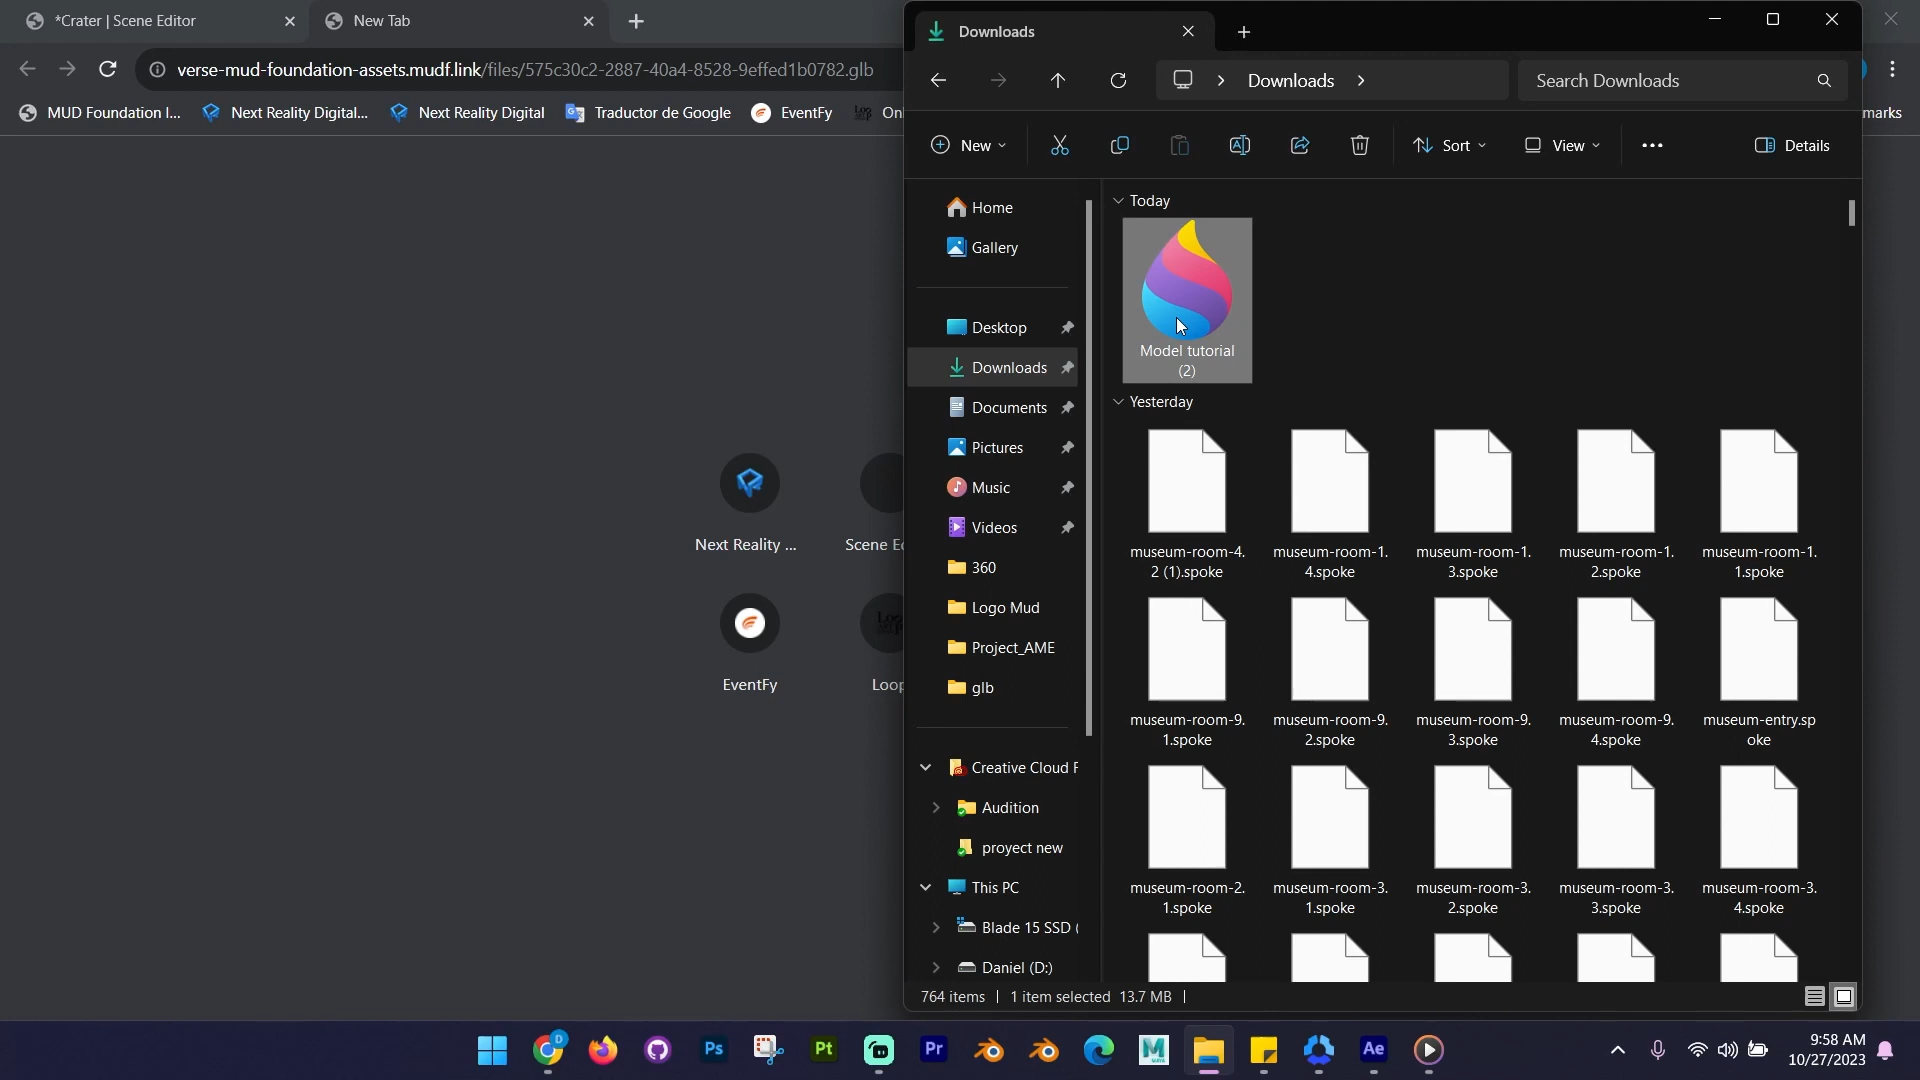 *Crater | Scene Editor
New Tab
verse-mud-foundation-assets.mudf.link/files/575c30c2-2887-40a4-8528-9effed1b0782.glb
MUD Foundation I...
Next Reality Digital...
Next Reality Digital
Traductor de Google
EventFy
On
marks
Next Reality ...
EventFy
Loop
Downloads
Downloads
Search Downloads
New
Sort
View
Details
Home
Gallery
Desktop
Downloads
Documents
Pictures
Music
Videos
360
Logo Mud
Project_AME
glb
Creative Cloud F
Audition
proyect new
This PC
Blade 15 SSD (
Daniel (D:)
Today
Model tutorial
(2)
Yesterday
museum-room-4.
2 (1).spoke
museum-room-1.
4.spoke
museum-room-1.
3.spoke
museum-room-1.
2.spoke
museum-room-1.
1.spoke
museum-room-9.
1.spoke
museum-room-9.
2.spoke
museum-room-9.
3.spoke
museum-room-9.
4.spoke
museum-entry.sp
oke
museum-room-2.
1.spoke
museum-room-3.
1.spoke
museum-room-3.
2.spoke
museum-room-3.
3.spoke
museum-room-3.
4.spoke
764 items
1 item selected 13.7 MB
D
Ps
Pt
Pr
M
Ae
9:58 AM
10/27/2023